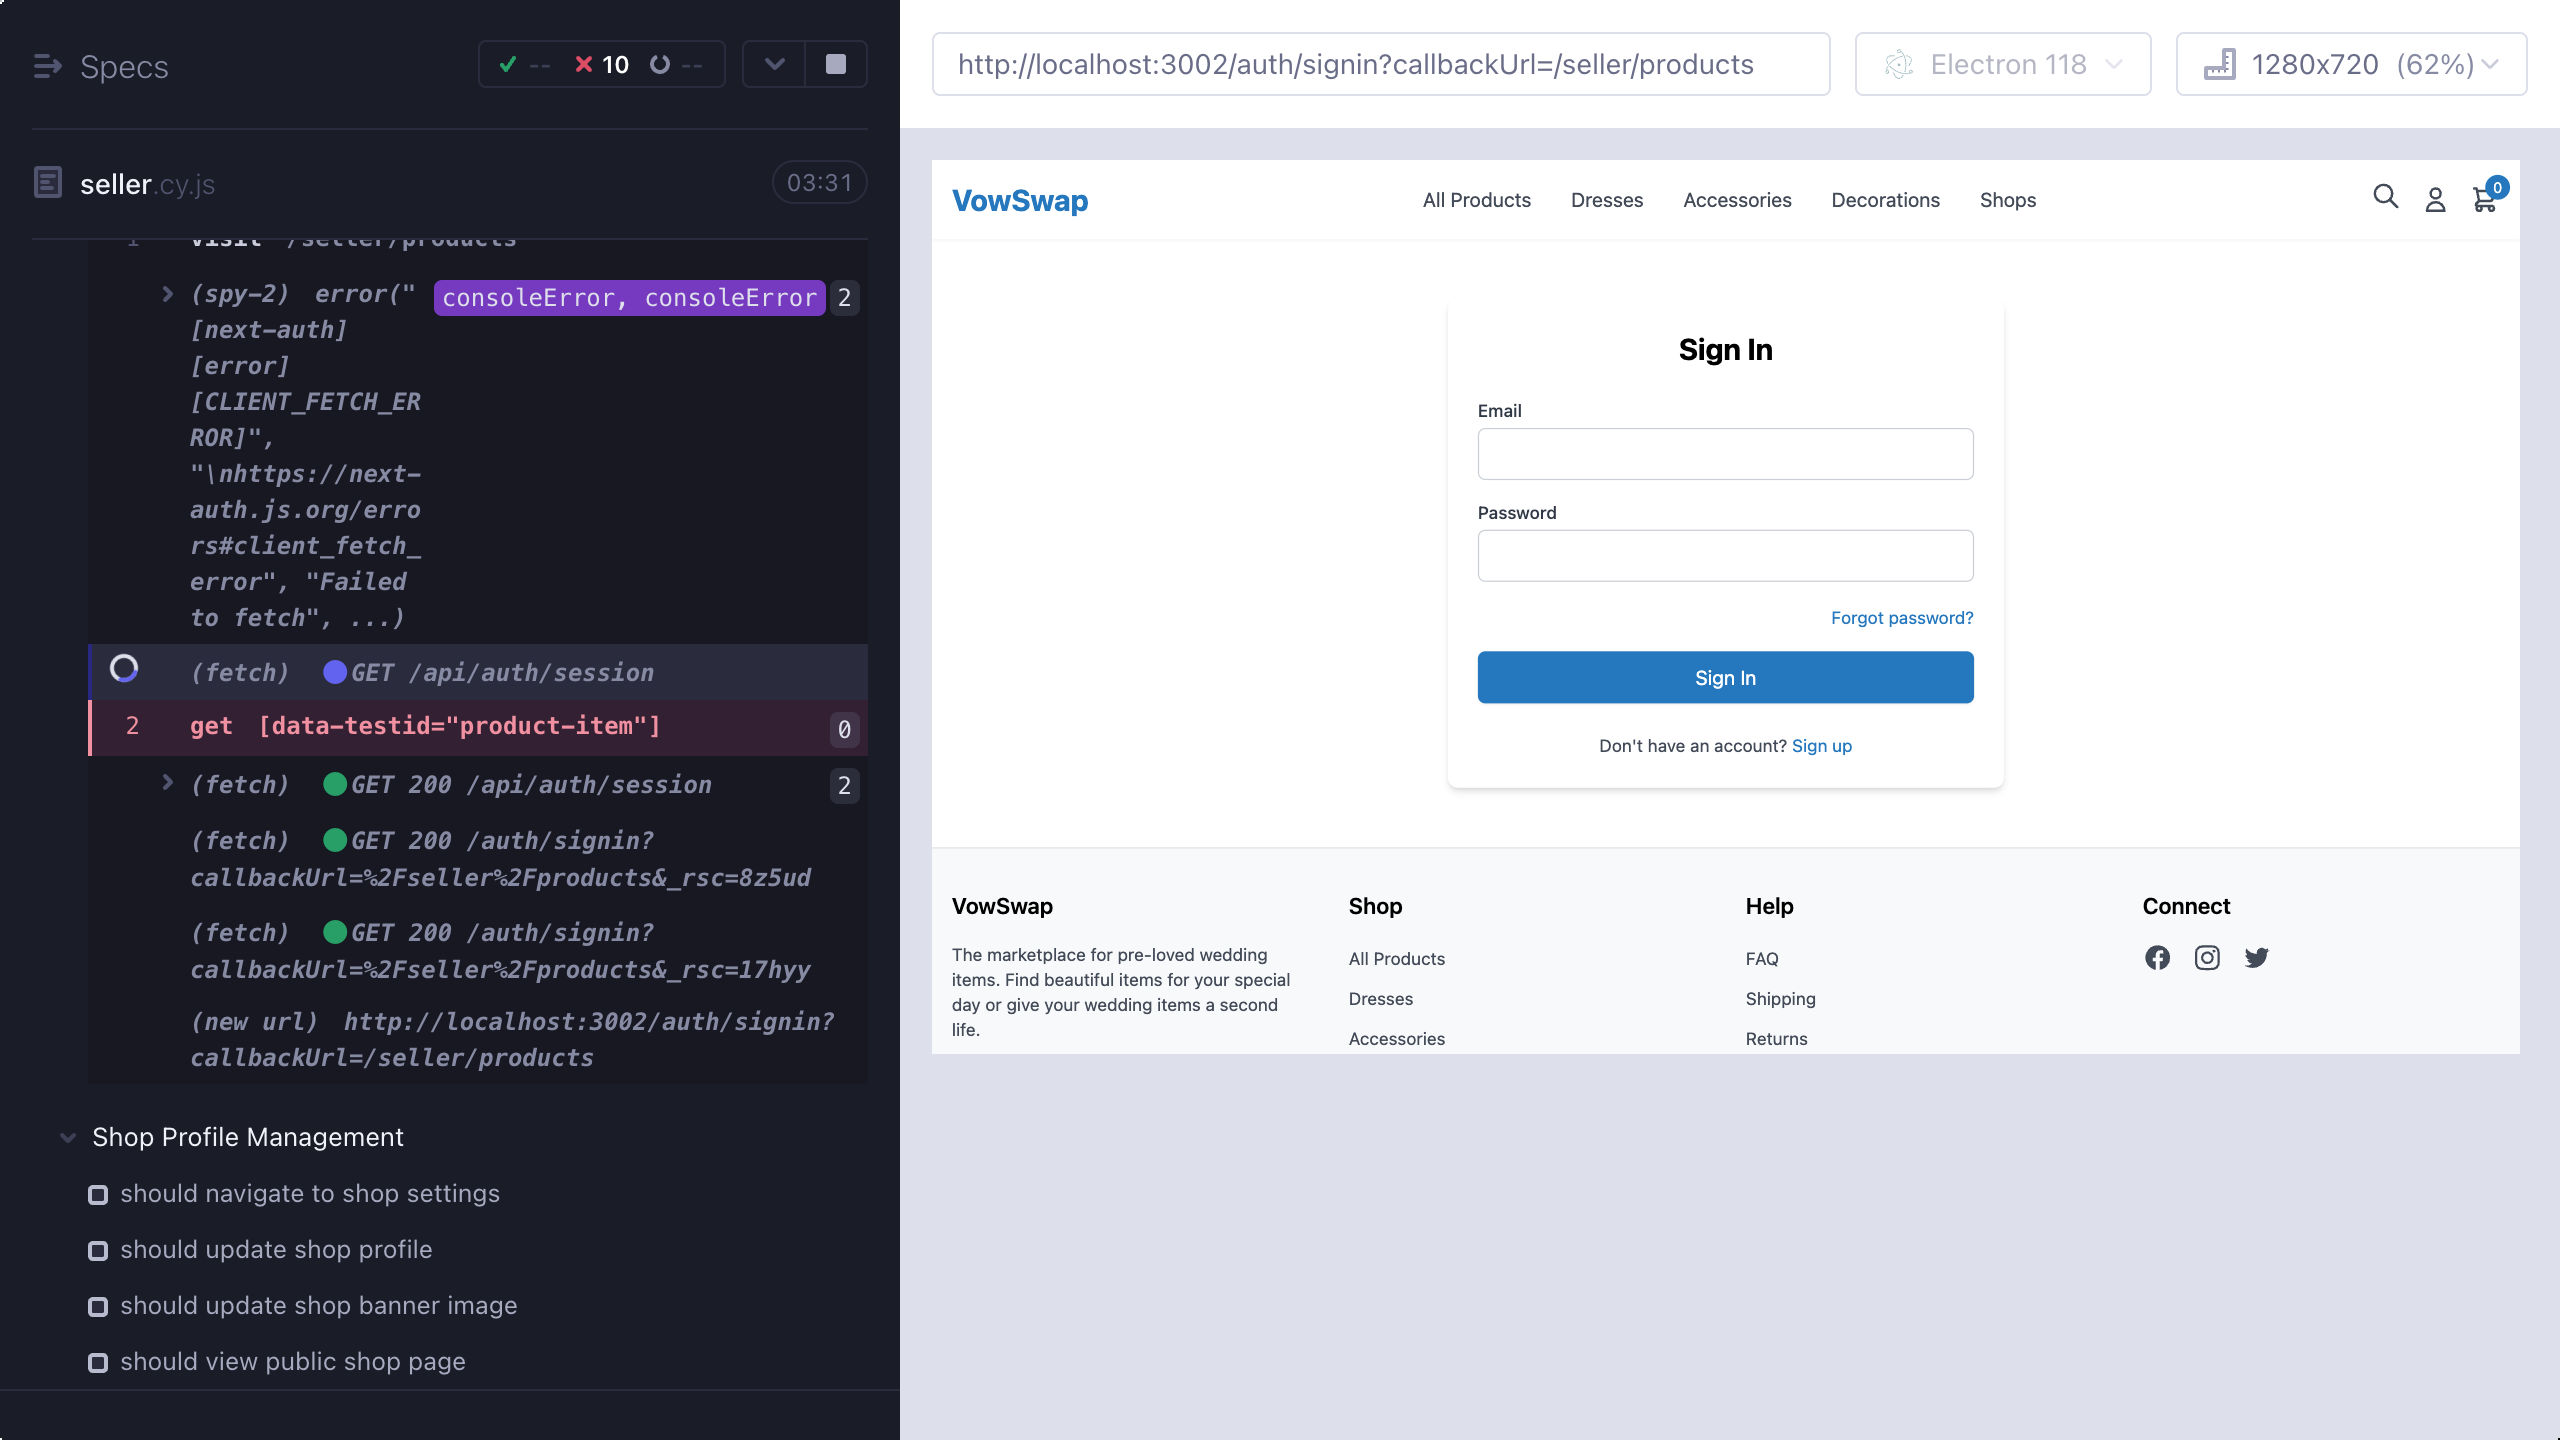 Specs
-- 10 --
seller.cy.js
03:31
1 visit /seller/products
(spy-2) error(" consoleError, consoleError 2
[next-auth]
[error]
[CLIENT_FETCH_ER
ROR]",
"\nhttps://next-
auth.js.org/erro
rs#client_fetch_
error", "Failed
to fetch", ...)
(fetch) GET /api/auth/session
2 get [data-testid="product-item"] 0
(fetch) GET 200 /api/auth/session 2
(fetch) GET 200 /auth/signin?
callbackUrl=%2Fseller%2Fproducts&_rsc=8z5ud
(fetch) GET 200 /auth/signin?
callbackUrl=%2Fseller%2Fproducts&_rsc=17hyy
(new url) http://localhost:3002/auth/signin?
callbackUrl=/seller/products
Shop Profile Management
should navigate to shop settings
should update shop profile
should update shop banner image
should view public shop page
http://localhost:3002/auth/signin?callbackUrl=/seller/products
Electron 118
1280x720 (62%)
VowSwap
All Products Dresses Accessories Decorations Shops
0
Sign In
Email
Password
Forgot password?
Sign In
Don't have an account? Sign up
VowSwap
The marketplace for pre-loved wedding
items. Find beautiful items for your special
day or give your wedding items a second
life.
Shop
All Products
Dresses
Accessories
Help
FAQ
Shipping
Returns
Connect